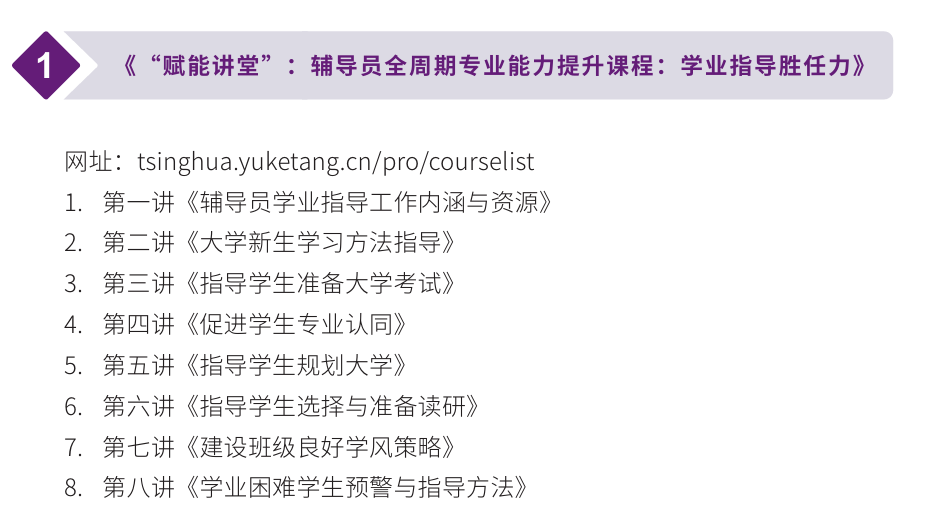 1
《“赋能讲堂”：辅导员全周期专业能力提升课程：学业指导胜任力》
网址：tsinghua.yuketang.cn/pro/courselist
1. 第一讲《辅导员学业指导工作内涵与资源》
2. 第二讲《大学新生学习方法指导》
3. 第三讲《指导学生准备大学考试》
4. 第四讲《促进学生专业认同》
5. 第五讲《指导学生规划大学》
6. 第六讲《指导学生选择与准备读研》
7. 第七讲《建设班级良好学风策略》
8. 第八讲《学业困难学生预警与指导方法》